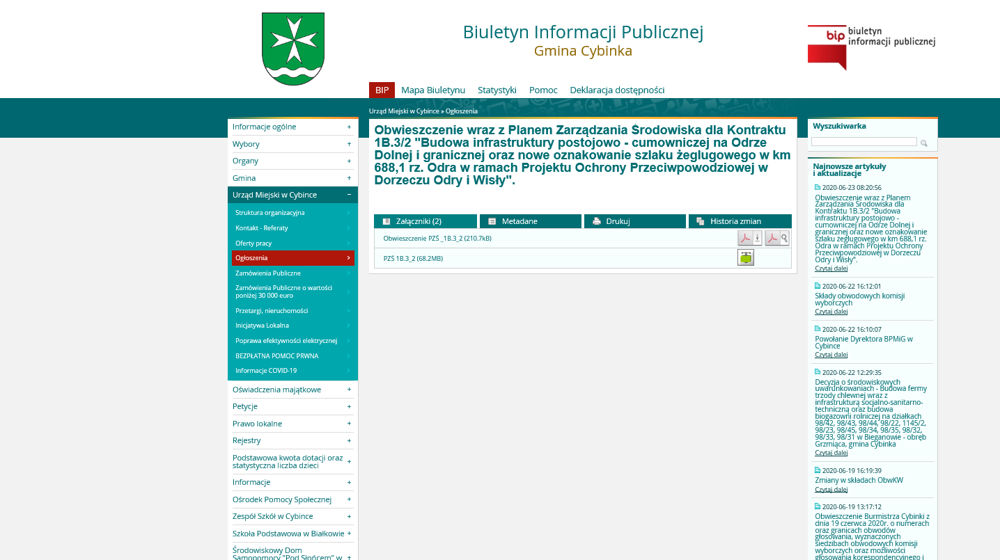 Biuletyn Informacji Publicznej
Gmina Cybinka
bip biuletyn
informacji publicznej
BIP Mapa Biuletynu Statystyki Pomoc Deklaracja dostępności
Urząd Miejski w Cybince » Ogłoszenia
Informacje ogólne +
Wybory +
Organy +
Gmina +
Urząd Miejski w Cybince −
Struktura organizacyjna
Kontakt - Referaty
Oferty pracy
Ogłoszenia
Zamówienia Publiczne
Zamówienia Publiczne o wartości
poniżej 30 000 euro
Przetargi, nieruchomości
Inicjatywa Lokalna
Poprawa efektywności elektrycznej
BEZPŁATNA POMOC PRWNA
Informacje COVID-19
Oświadczenia majątkowe +
Petycje +
Prawo lokalne +
Rejestry +
Podstawowa kwota dotacji oraz
statystyczna liczba dzieci +
Informacje +
Ośrodek Pomocy Społecznej +
Zespół Szkół w Cybince +
Szkoła Podstawowa w Białkowie +
Środowiskowy Dom
Samopomocy "Pod Słońcem" w +
Obwieszczenie wraz z Planem Zarządzania Środowiska dla Kontraktu
1B.3/2 "Budowa infrastruktury postojowo - cumowniczej na Odrze
Dolnej i granicznej oraz nowe oznakowanie szlaku żeglugowego w km
688,1 rz. Odra w ramach Projektu Ochrony Przeciwpowodziowej w
Dorzeczu Odry i Wisły".
Załączniki (2) Metadane Drukuj Historia zmian
Obwieszczenie PZŚ _1B.3_2 (210.7kB)
PZŚ 1B.3_2 (68.2MB)
Wyszukiwarka
Najnowsze artykuły
i aktualizacje
2020-06-23 08:20:56
Obwieszczenie wraz z Planem
Zarządzania Środowiska dla
Kontraktu 1B.3/2 "Budowa
infrastruktury postojowo -
cumowniczej na Odrze Dolnej i
granicznej oraz nowe oznakowanie
szlaku żeglugowego w km 688,1 rz.
Odra w ramach Projektu Ochrony
Przeciwpowodziowej w Dorzeczu
Odry i Wisły".
Czytaj dalej
2020-06-22 16:12:01
Składy obwodowych komisji
wyborczych
Czytaj dalej
2020-06-22 16:10:07
Powołanie Dyrektora BPMiG w
Cybince
Czytaj dalej
2020-06-22 12:29:35
Decyzja o środowiskowych
uwarunkowaniach - Budowa fermy
trzody chlewnej wraz z
infrastrukturą socjalno-sanitarno-
techniczną oraz budowa
biogazowni rolniczej na działkach
98/42, 98/43, 98/44, 98/22, 1145/2,
98/23, 98/45, 98/34, 98/35, 98/32,
98/33, 98/31 w Bieganowie - obręb
Grzmiąca, gmina Cybinka
Czytaj dalej
2020-06-19 16:19:39
Zmiany w składach ObwKW
Czytaj dalej
2020-06-19 13:17:12
Obwieszczenie Burmistrza Cybinki z
dnia 19 czerwca 2020r. o numerach
oraz granicach obwodów
głosowania, wyznaczonych
siedzibach obwodowych komisji
wyborczych oraz możliwości
głosowania korespondencyjnego i